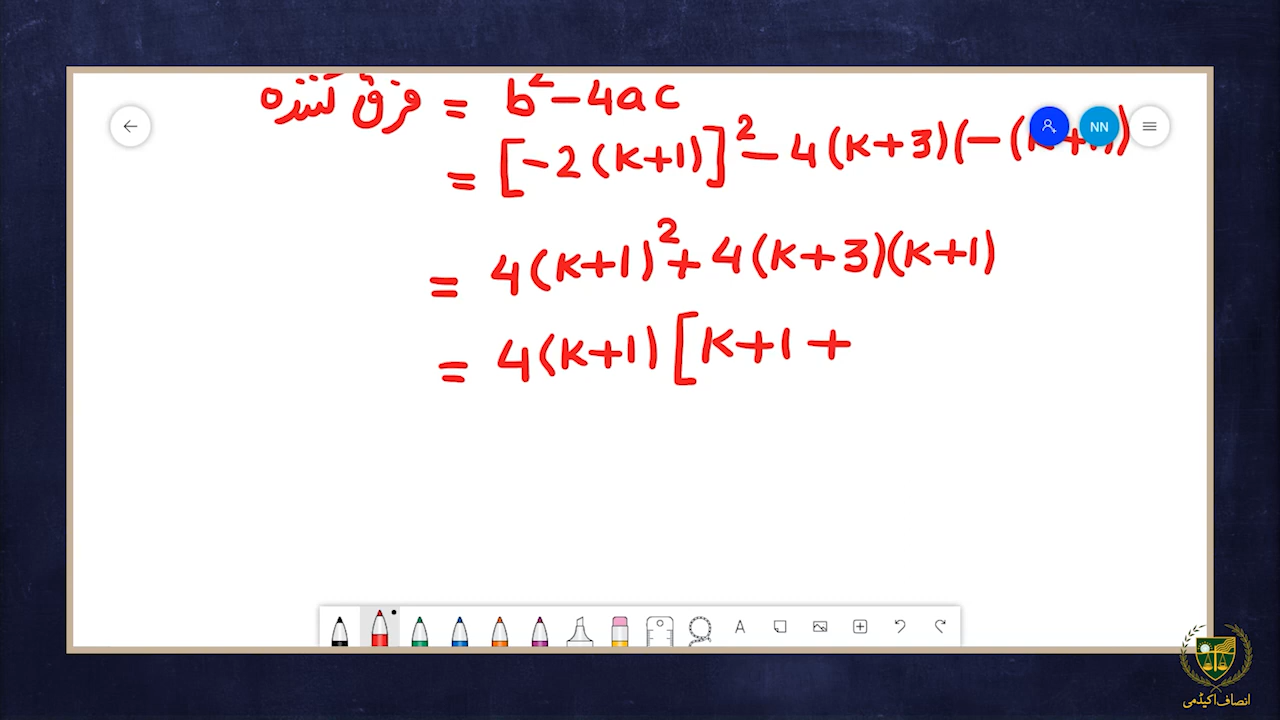 فرق کنندہ = b² - 4ac
= [-2(k+1)]² - 4(k+3)(-(k+1))
= 4(k+1)² + 4(k+3)(k+1)
= 4(k+1)[k+1+
NN
A
انصاف اکیڈمی